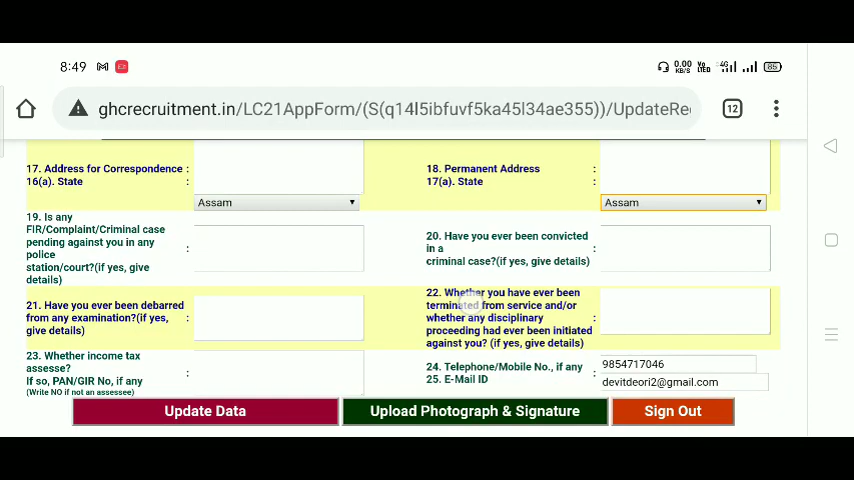 8:49
0.00 KB/S Vo LTED 4G 85
ghcrecruitment.in/LC21AppForm/(S(q14l5ibfuvf5ka45l34ae355))/UpdateRe
12
17. Address for Correspondence :
16(a). State :
Assam
18. Permanent Address :
17(a). State :
Assam
19. Is any
FIR/Complaint/Criminal case
pending against you in any
police :
station/court?(if yes, give
details)
20. Have you ever been convicted
in a :
criminal case?(if yes, give details)
21. Have you ever been debarred
from any examination?(if yes, :
give details)
22. Whether you have ever been
terminated from service and/or
whether any disciplinary :
proceeding had ever been initiated
against you? (if yes, give details)
23. Whether income tax
assesse? :
If so, PAN/GIR No, if any
(Write NO if not an assessee)
24. Telephone/Mobile No., if any :
9854717046
25. E-Mail ID
devitdeori2@gmail.com
Update Data
Upload Photograph & Signature
Sign Out